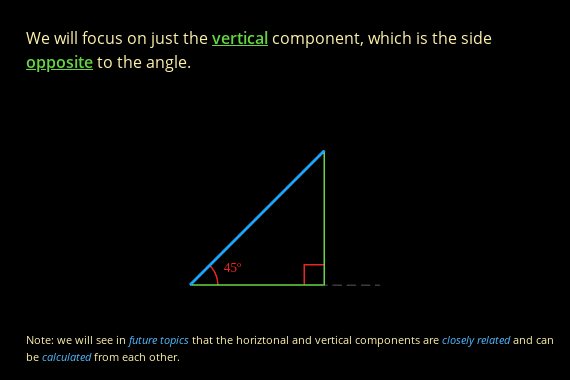 We will focus on just the vertical component, which is the side
opposite to the angle.
45°
Note: we will see in future topics that the horiztonal and vertical components are closely related and can
be calculated from each other.